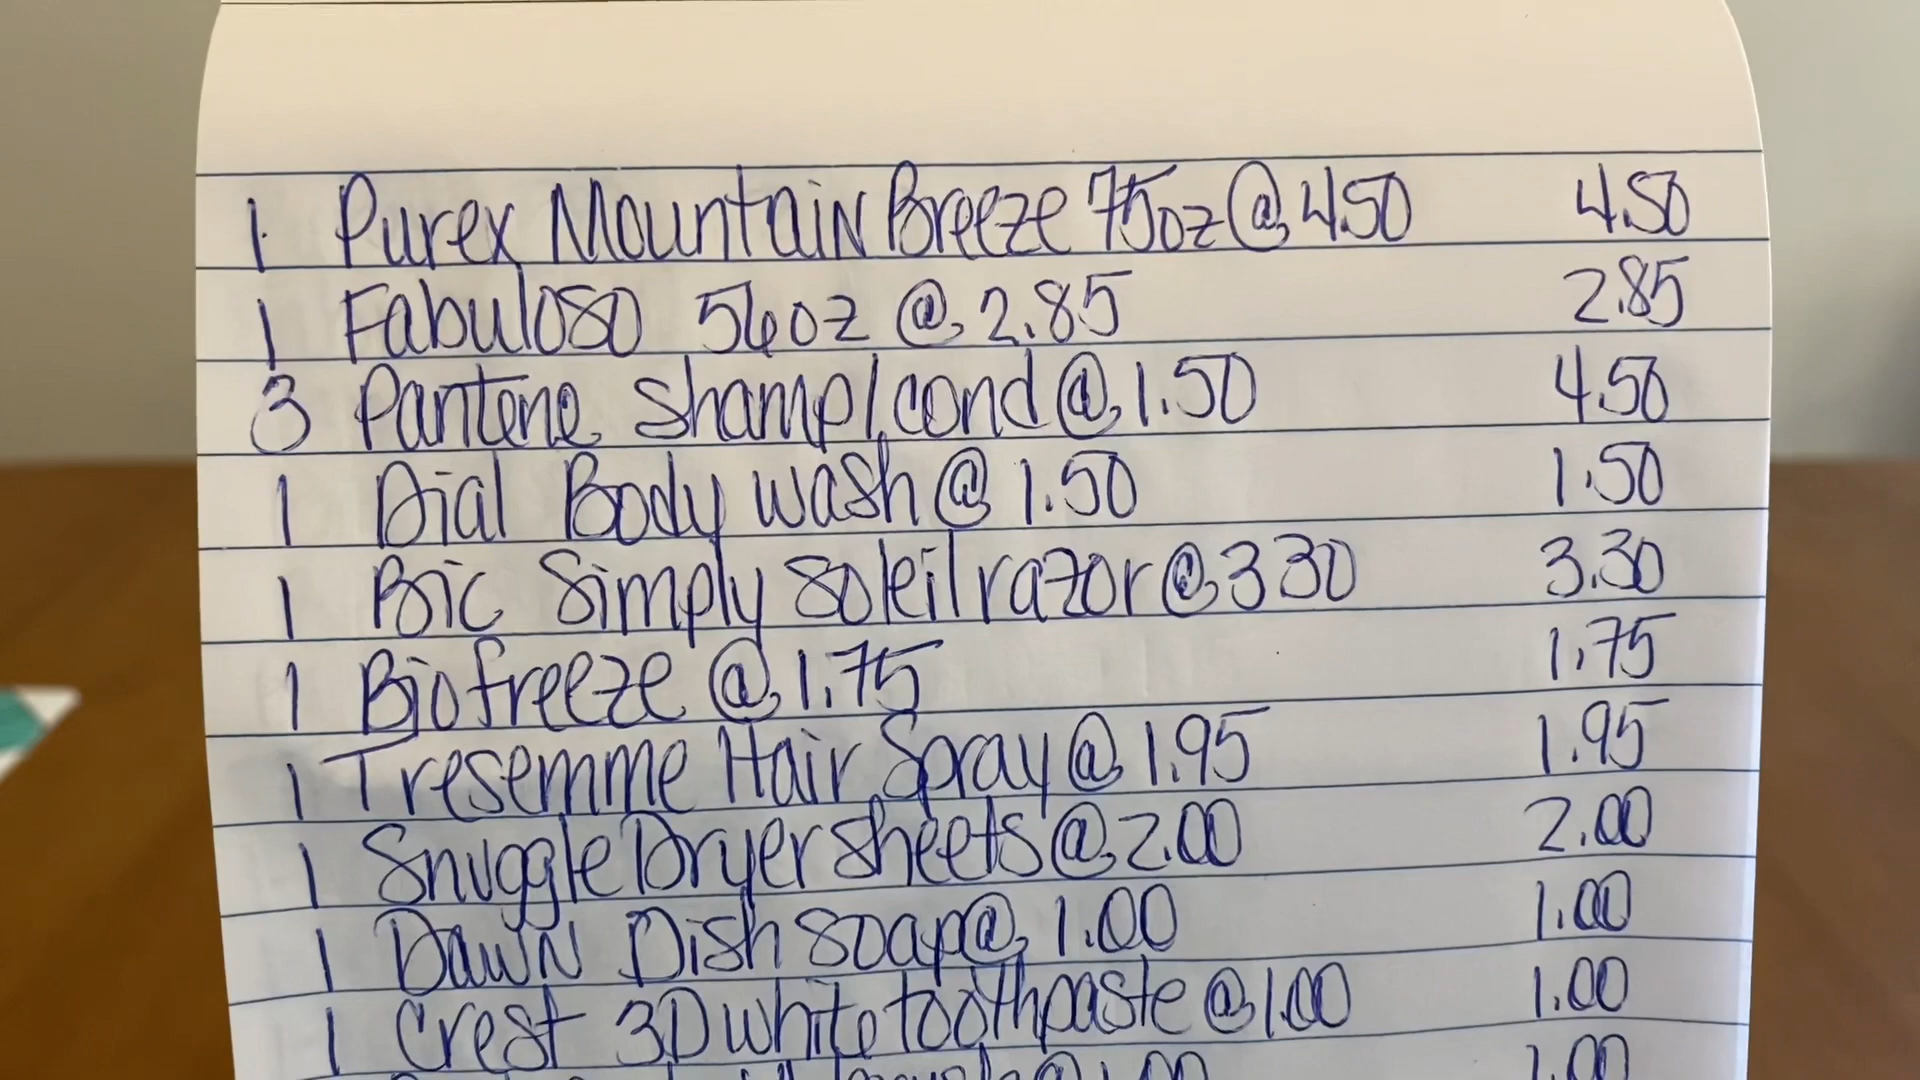 1 Purex Mountain Breeze 75oz @ 4.50 4.50
1 Fabuloso 56oz @ 2.85 2.85
3 Pantene shamp/cond @ 1.50 4.50
1 Dial Body wash @ 1.50 1.50
1 Bic Simply Soleil razor @ 3 30 3.30
1 Biofreeze @ 1.75 1.75
1 Tresemme Hair Spray @ 1.95 1.95
1 Snuggle Dryer sheets @ 2.00 2.00
1 Dawn Dish soap @ 1.00 1.00
1 Crest 3D white toothpaste @ 1.00 1.00
@ 1.00 1.00